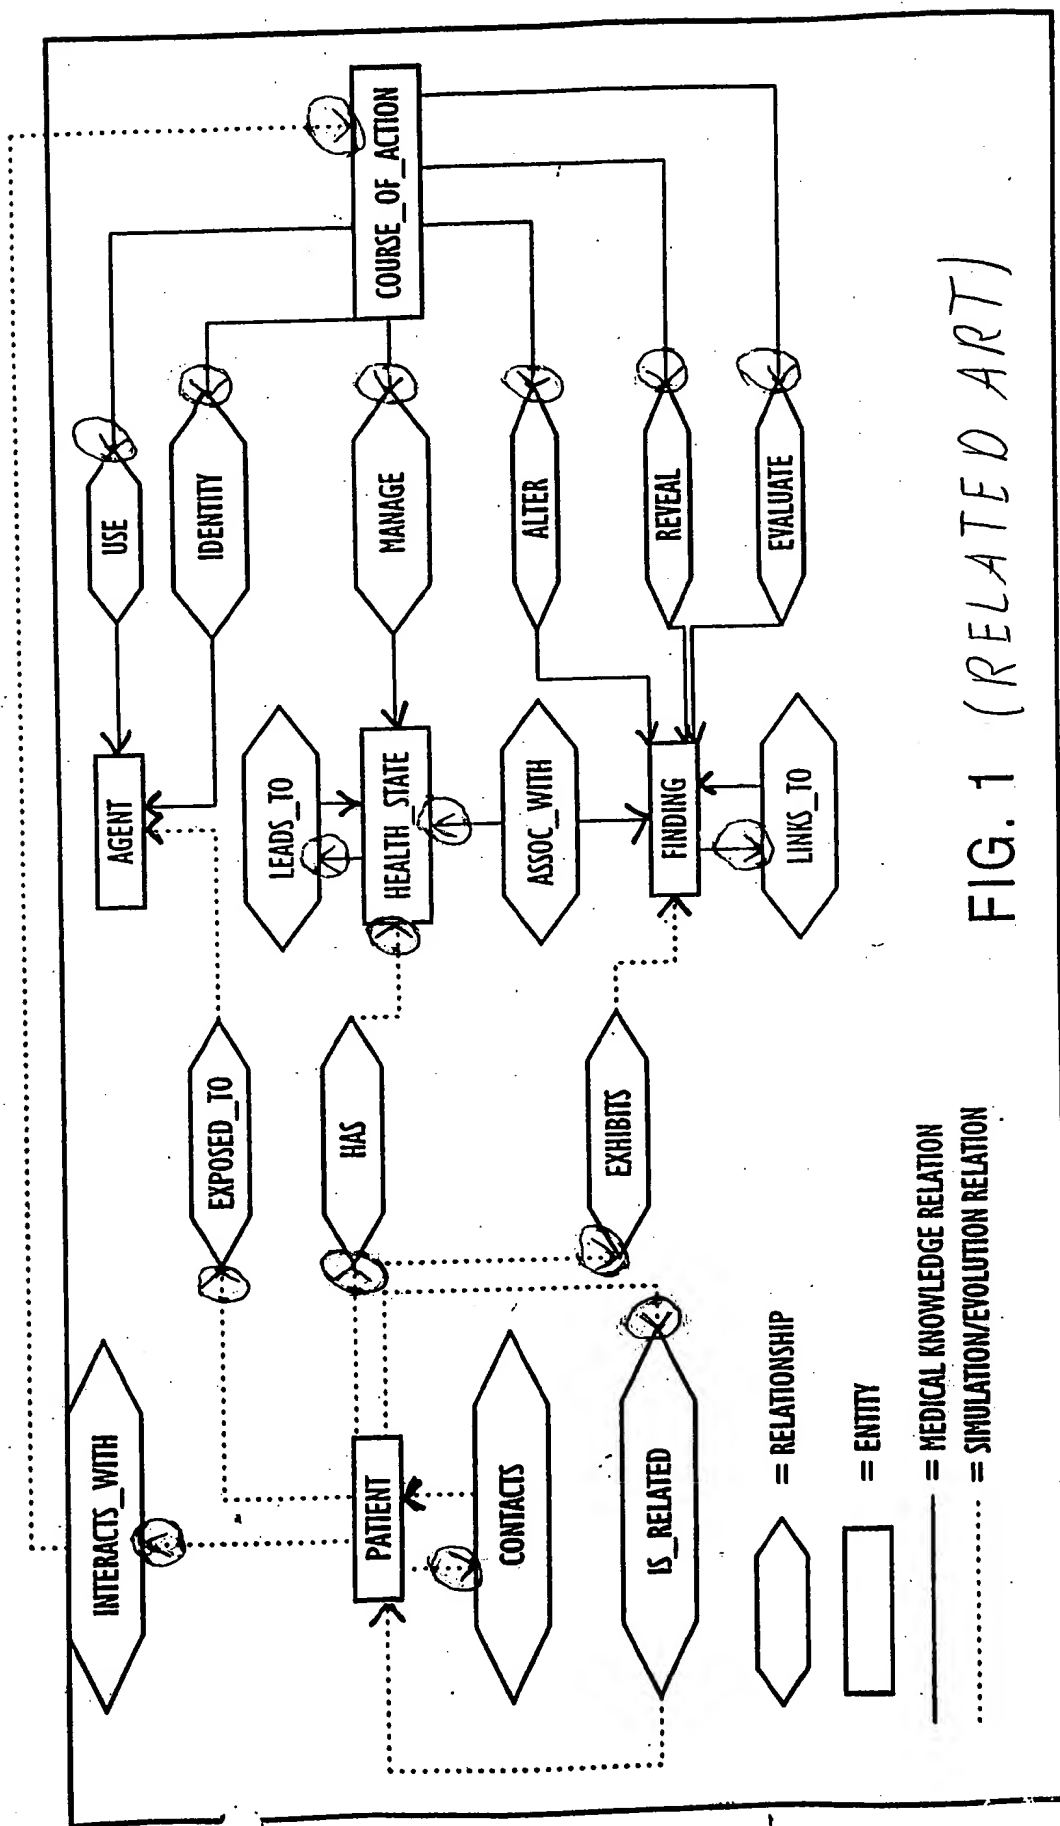 INTERACTS_WITH
EXPOSED_TO
AGENT
USE
IDENTITY
LEADS_TO
PATIENT
HAS
HEALTH_STATE
MANAGE
COURSE_OF_ACTION
CONTACTS
ASSOC_WITH
ALTER
IS_RELATED
EXHIBITS
FINDING
REVEAL
LINKS_TO
EVALUATE
= RELATIONSHIP
= ENTITY
= MEDICAL KNOWLEDGE RELATION
= SIMULATION/EVOLUTION RELATION
FIG. 1 (RELATED ART)